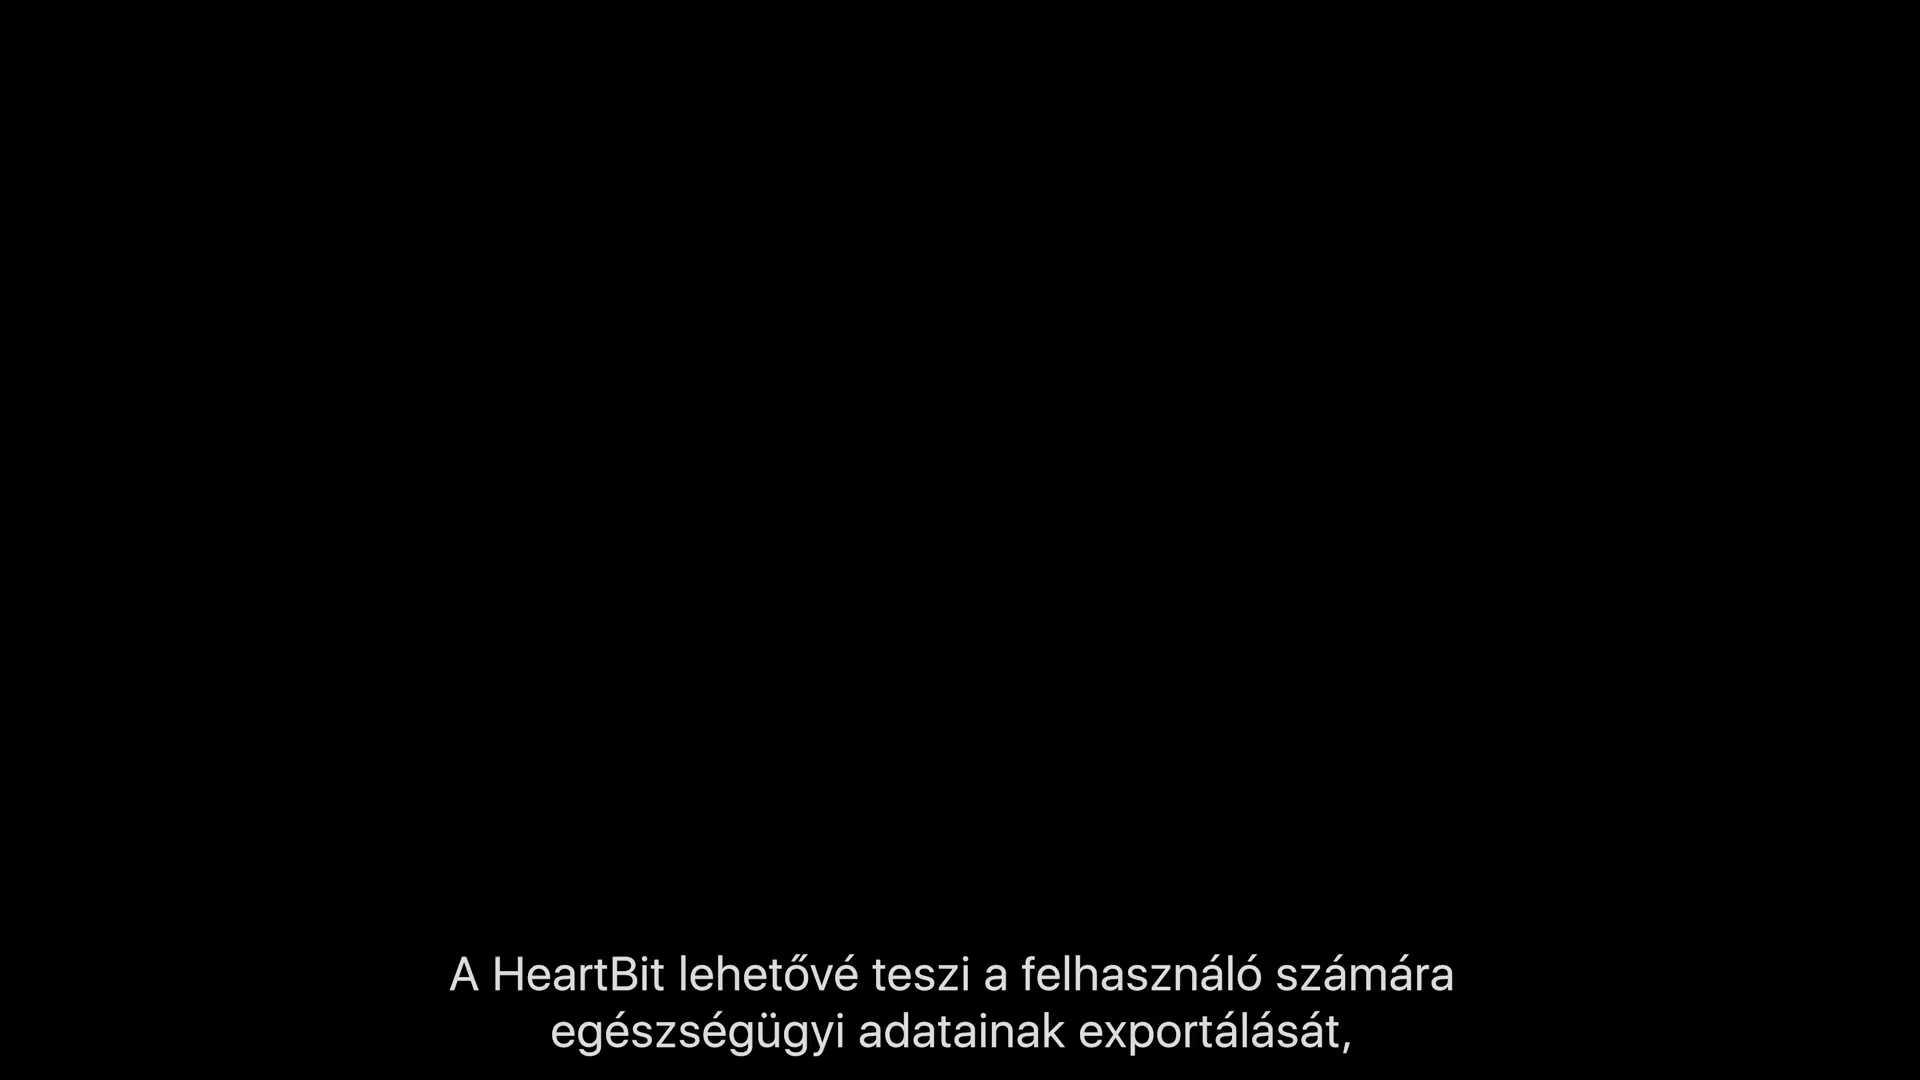 A HeartBit lehetővé teszi a felhasználó számára
egészségügyi adatainak exportálását,